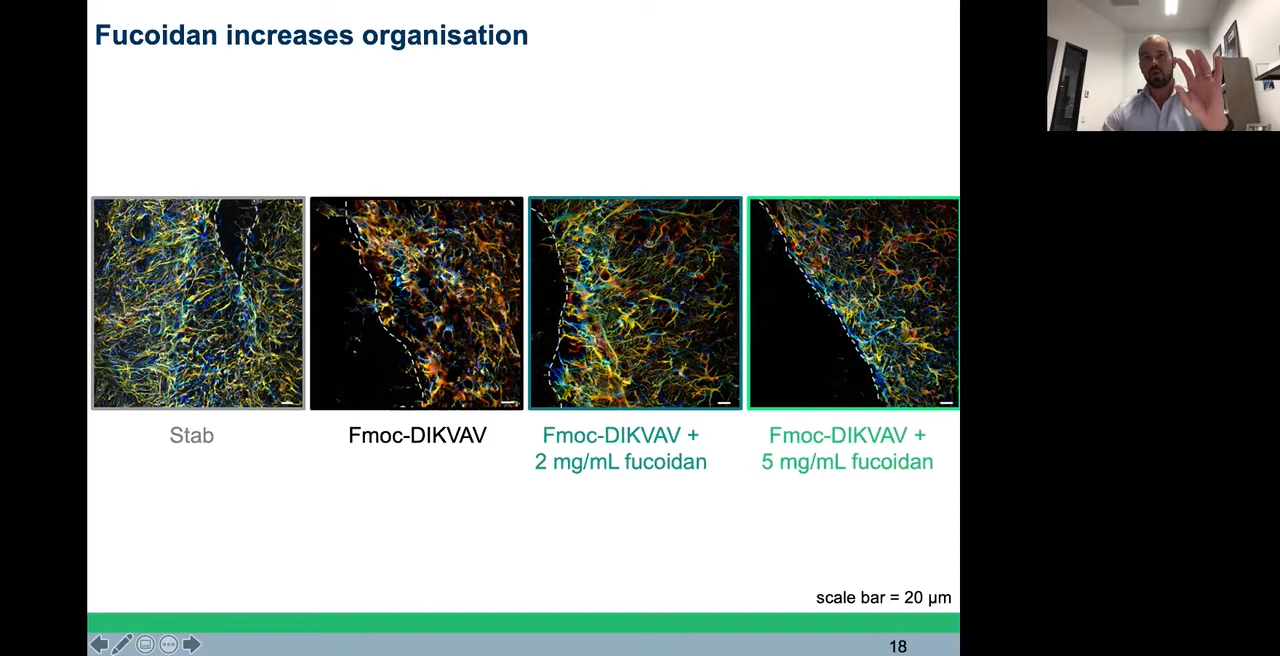 Fucoidan increases organisation
Stab
Fmoc-DIKVAV
Fmoc-DIKVAV +
2 mg/mL fucoidan
Fmoc-DIKVAV +
5 mg/mL fucoidan
scale bar = 20 µm
18